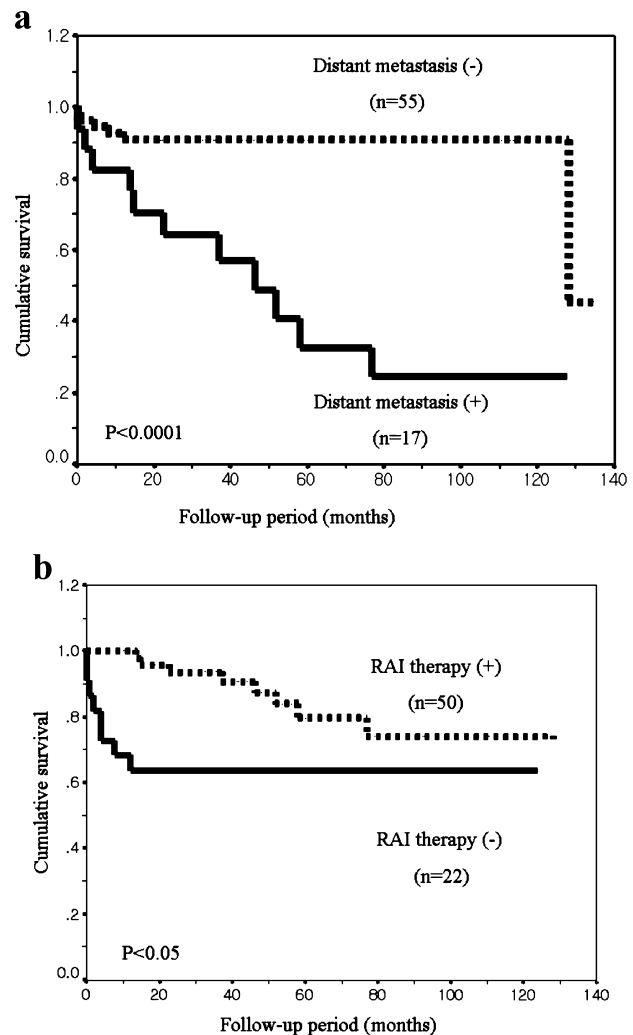 a
1.2
1.0
.8
.6
.4
.2
0.0
Cumulative survival
Distant metastasis (-)
(n=55)
Distant metastasis (+)
(n=17)
P<0.0001
0 20 40 60 80 100 120 140
Follow-up period (months)
b
1.2
1.0
.8
.6
.4
.2
0.0
Cumulative survival
RAI therapy (+)
(n=50)
RAI therapy (-)
(n=22)
P<0.05
0 20 40 60 80 100 120 140
Follow-up period (months)